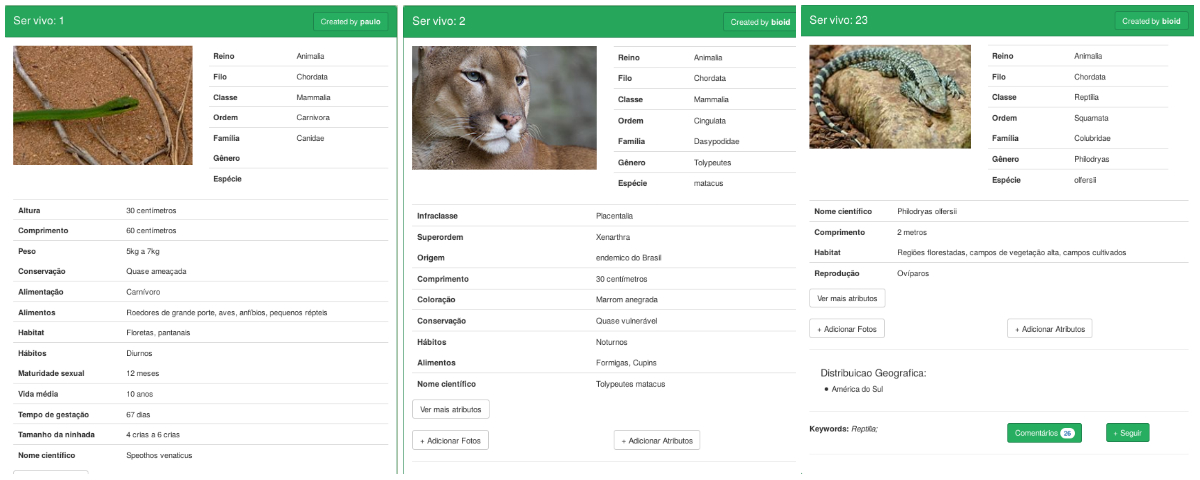 Ser vivo: 1
Created by paulo
Reino Animalia
Filo Chordata
Classe Mammalia
Ordem Carnivora
Família Canidae
Gênero
Espécie
Altura 30 centímetros
Comprimento 60 centímetros
Peso 5kg a 7kg
Conservação Quase ameaçada
Alimentação Carnívoro
Alimentos Roedores de grande porte, aves, anfíbios, pequenos répteis
Habitat Floretas, pantanais
Hábitos Diurnos
Maturidade sexual 12 meses
Vida média 10 anos
Tempo de gestação 67 dias
Tamanho da ninhada 4 crias a 6 crias
Nome científico Speothos venaticus
Ser vivo: 2
Created by bioid
Reino Animalia
Filo Chordata
Classe Mammalia
Ordem Cingulata
Família Dasypodidae
Gênero Tolypeutes
Espécie matacus
Infraclasse Placentalia
Superordem Xenarthra
Origem endemico do Brasil
Comprimento 30 centímetros
Coloração Marrom anegrada
Conservação Quase vulnerável
Hábitos Noturnos
Alimentos Formigas, Cupins
Nome científico Tolypeutes matacus
Ver mais atributos
+ Adicionar Fotos
+ Adicionar Atributos
Ser vivo: 23
Created by bioid
Reino Animalia
Filo Chordata
Classe Reptilia
Ordem Squamata
Família Colubridae
Gênero Philodryas
Espécie olfersii
Nome científico Philodryas olfersii
Comprimento 2 metros
Habitat Regiões florestadas, campos de vegetação alta, campos cultivados
Reprodução Ovíparos
Ver mais atributos
+ Adicionar Fotos
+ Adicionar Atributos
Distribuicao Geografica:
América do Sul
Keywords: Reptilia;
Comentários 26
+ Seguir